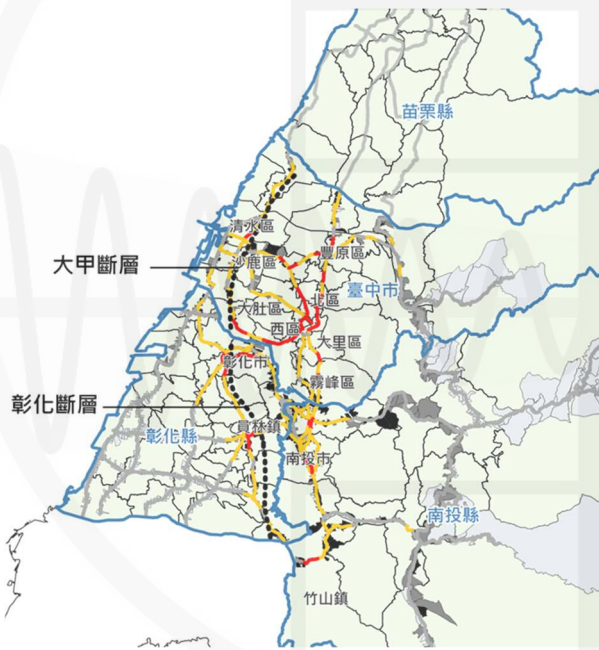 苗栗縣
清水區
沙鹿區
豐原區
大甲斷層
臺中市
大肚區
北區
西區
大里區
彰化市
霧峰區
彰化斷層
員林鎮
彰化縣
南投市
南投縣
竹山鎮